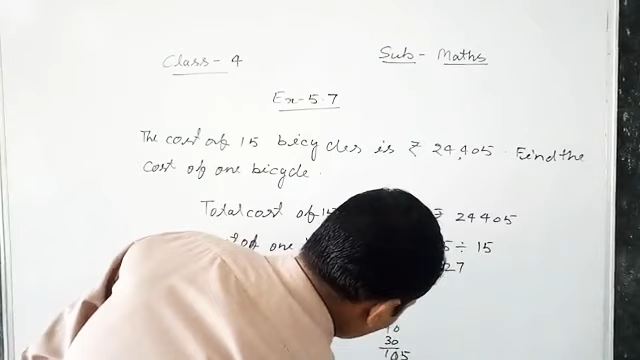 Class - 4
Sub - Maths
Ex - 5.7
The cost of 15 bicycles is ₹ 24,405. Find the
cost of one bicycle.
Total cost of 15 ₹ 24405
of one 5 ÷ 15
27
30
105